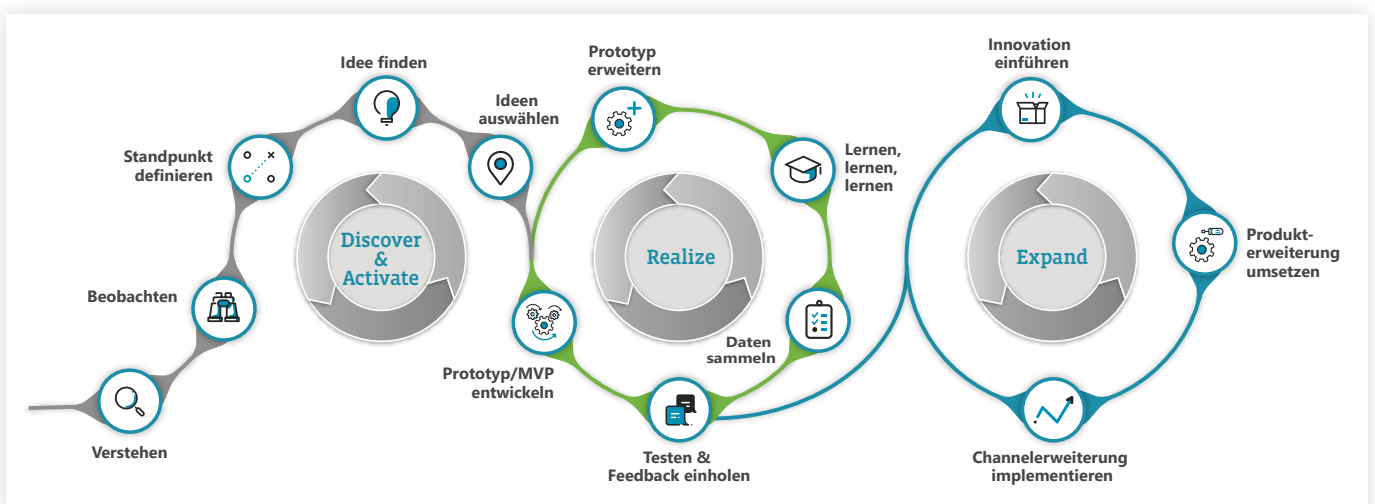 Verstehen
Beobachten
Standpunkt
definieren
Idee finden
Ideen
auswählen
Discover
&
Activate
Prototyp
erweitern
Lernen,
lernen,
lernen
Realize
Daten
sammeln
Prototyp/MVP
entwickeln
Testen &
Feedback einholen
Innovation
einführen
Expand
Produkt-
erweiterung
umsetzen
Channelerweiterung
implementieren